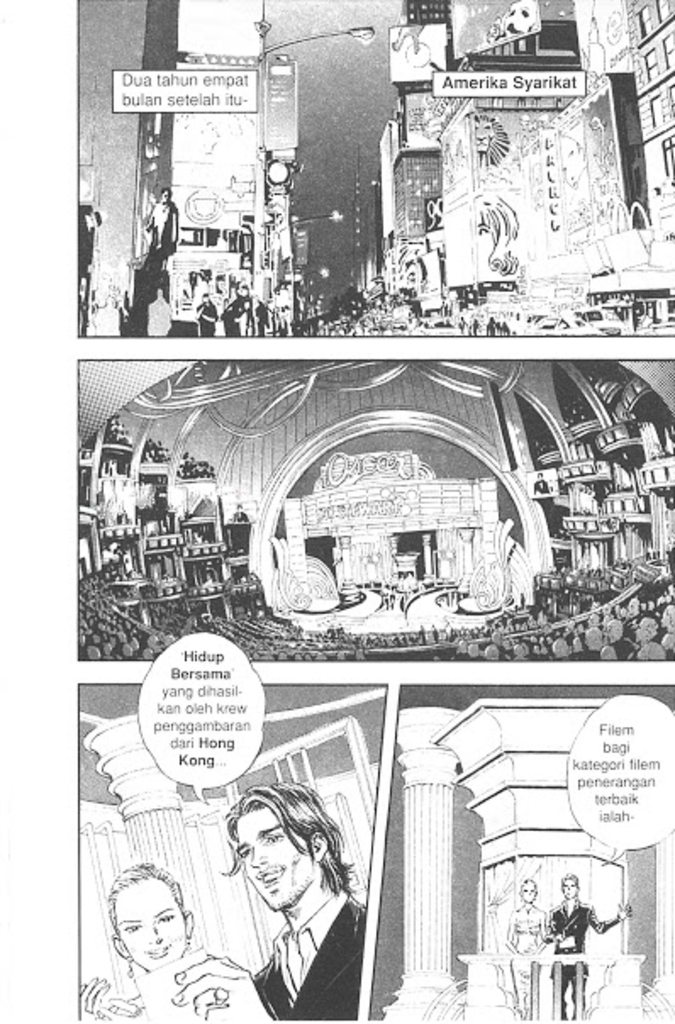 Amerika Syarikat
Dua tahun empat
bulan setelah itu-
Filem
bagi
kategori filem
penerangan
terbaik
ialah-
'Hidup
Bersama'
yang dihasil-
kan oleh krew
penggambaran
dari Hong
Kong...